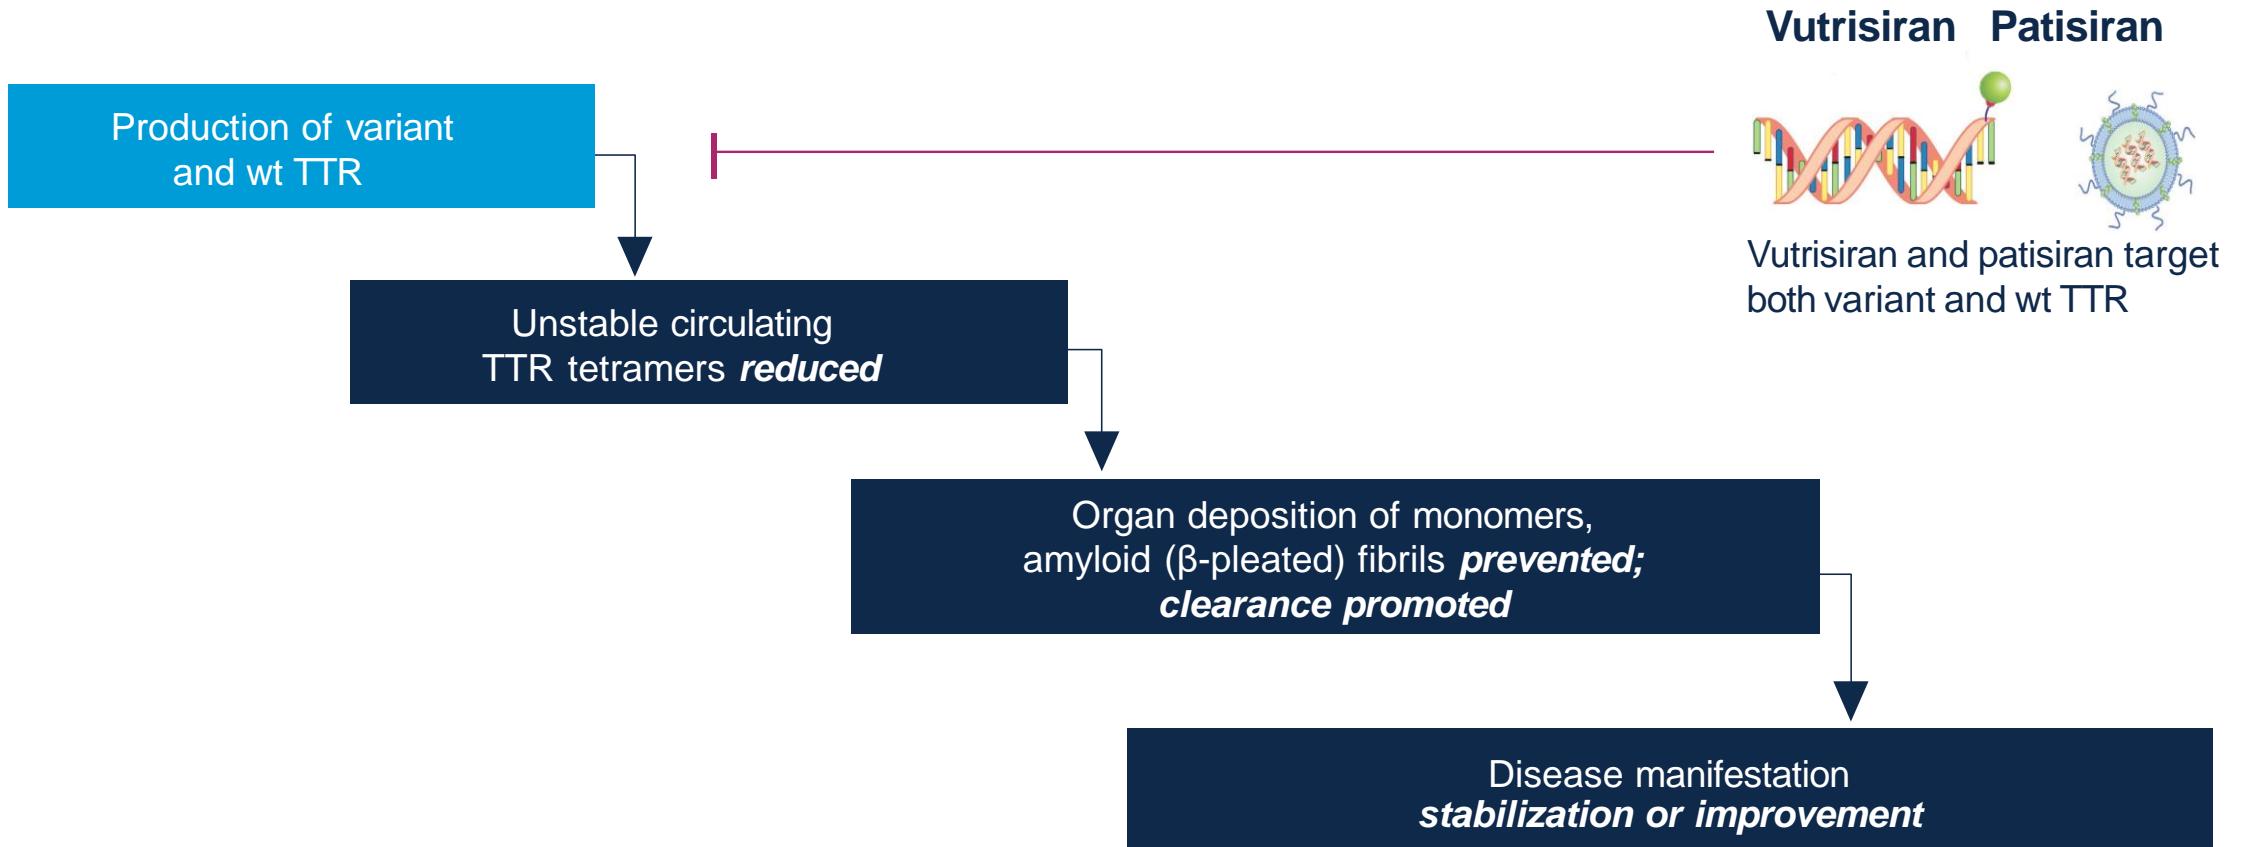 Vutrisiran Patisiran
Production of variant
and wt TTR
Vutrisiran and patisiran target
both variant and wt TTR
Unstable circulating
TTR tetramers reduced
Organ deposition of monomers,
amyloid (β-pleated) fibrils prevented;
clearance promoted
Disease manifestation
stabilization or improvement